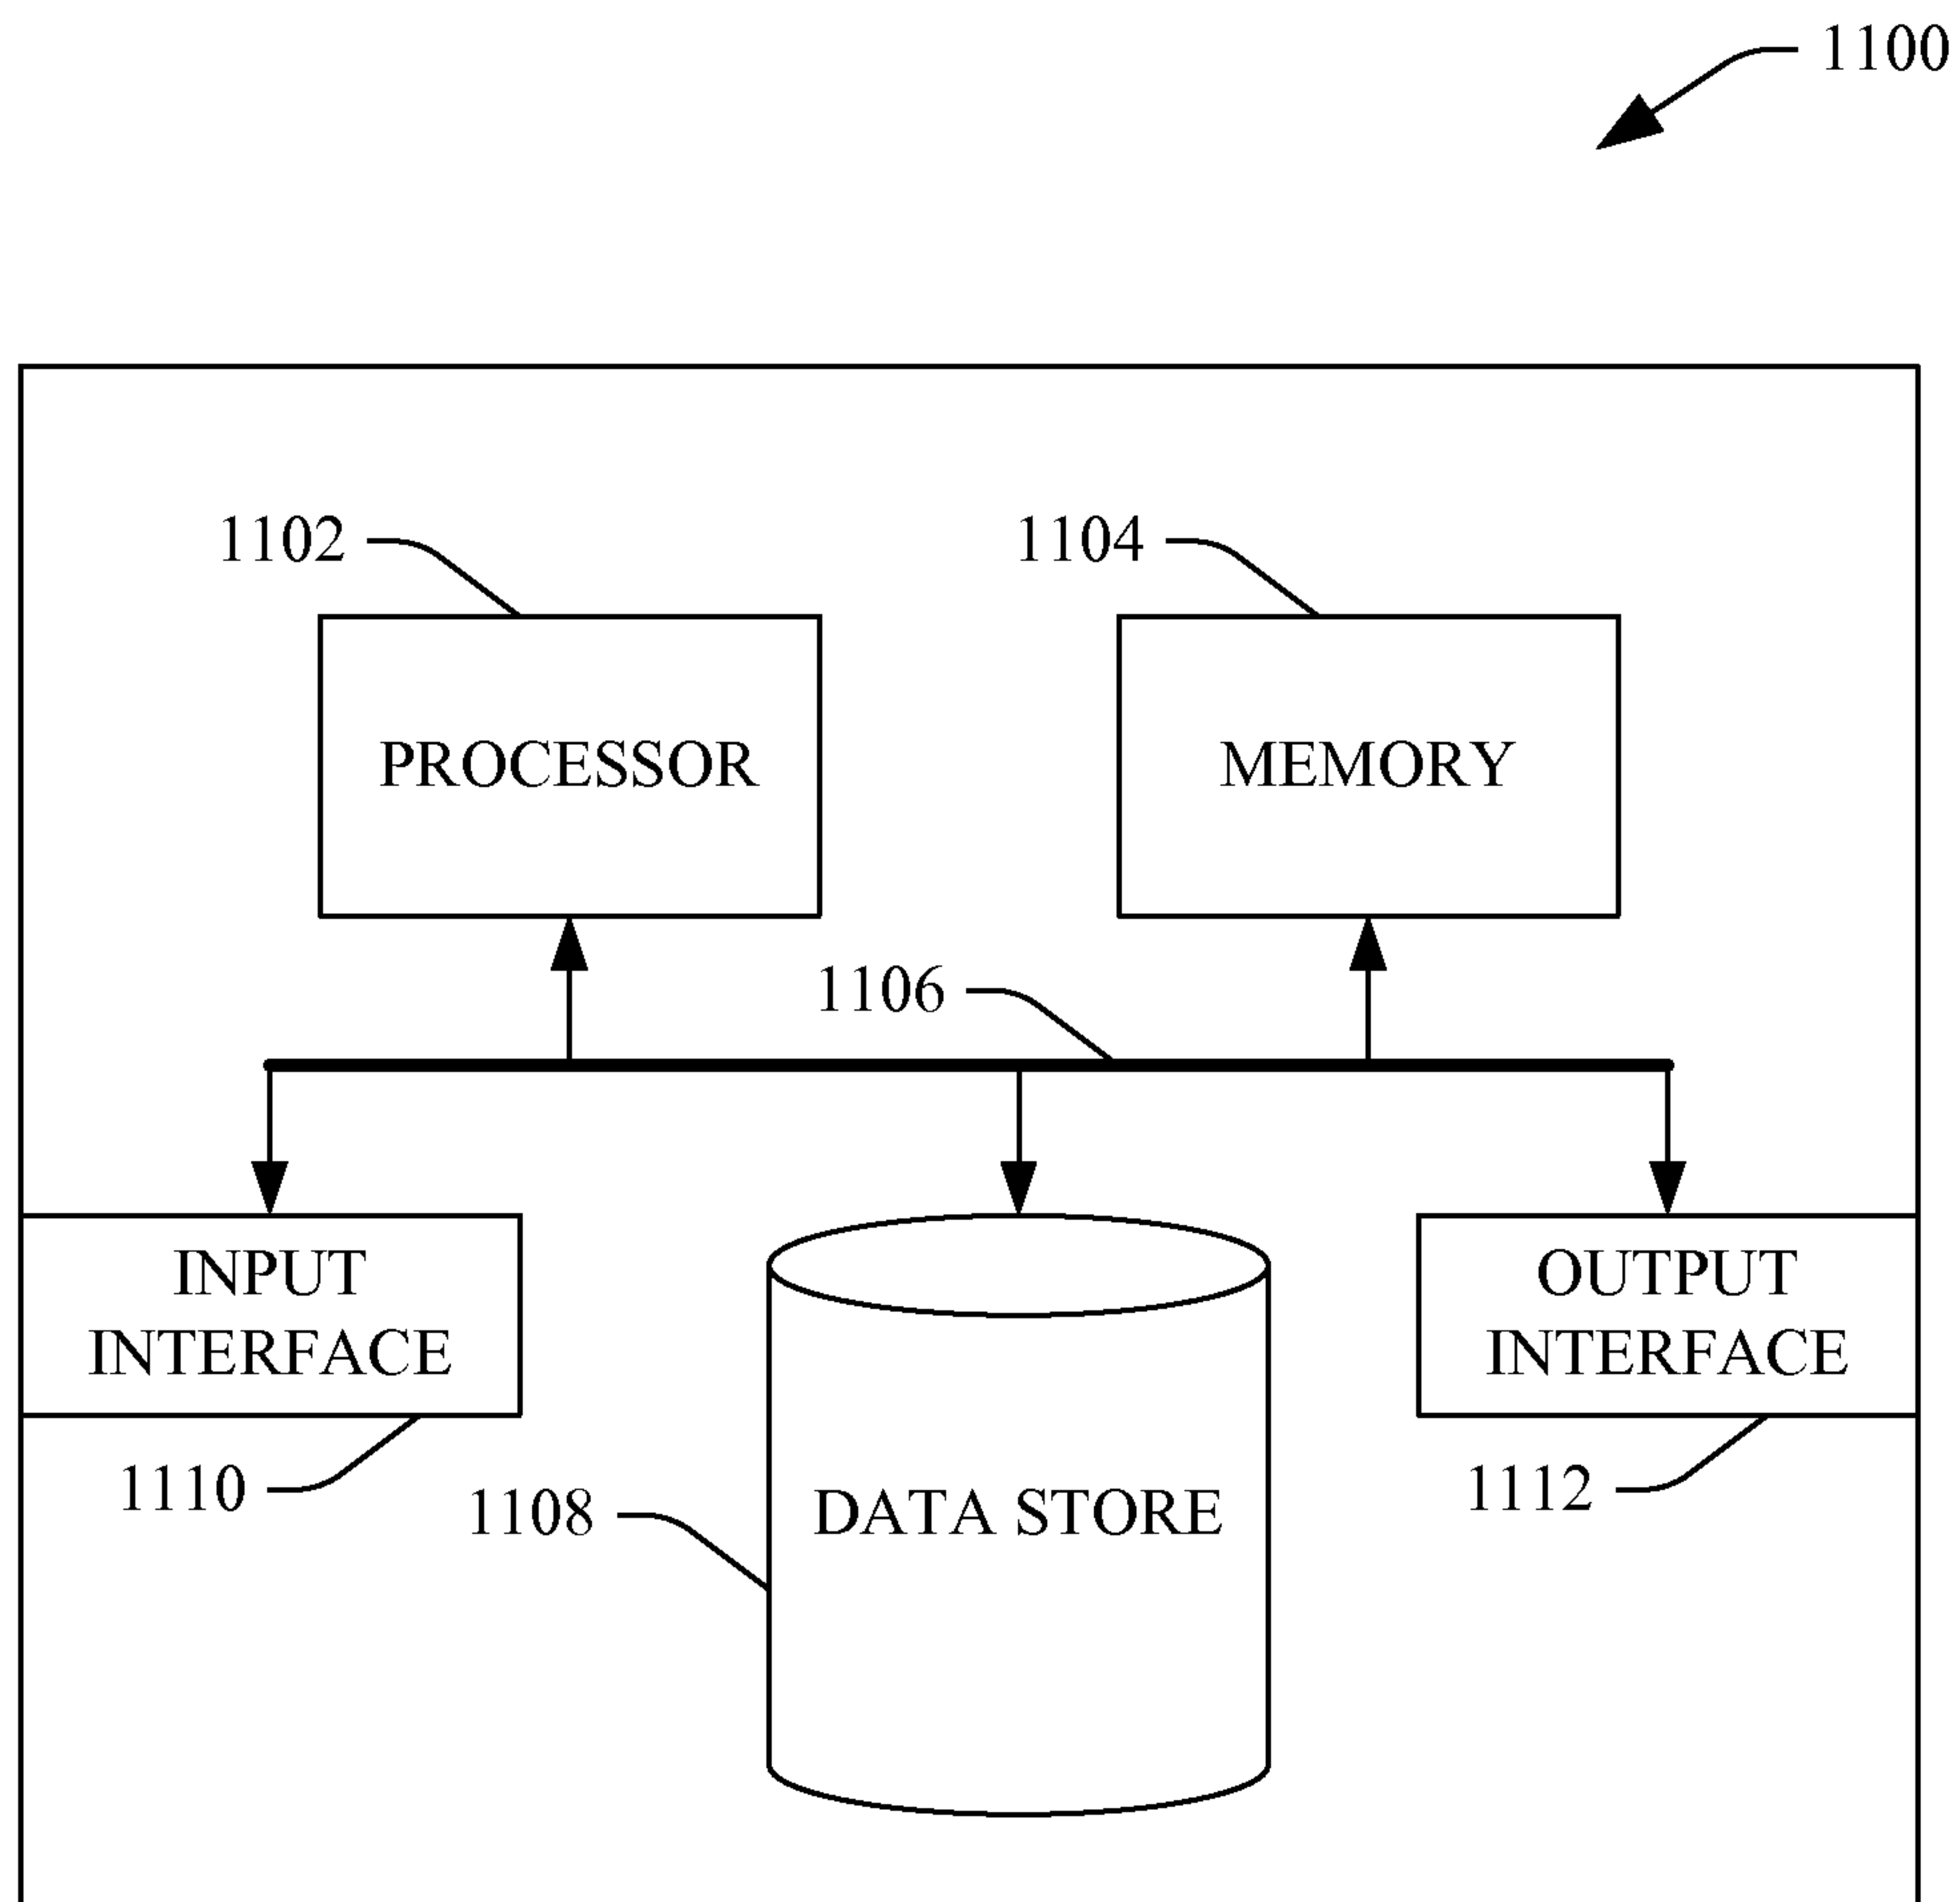 1100
1102
1104
PROCESSOR
MEMORY
1106
INPUT
INTERFACE
OUTPUT
INTERFACE
1110
1108
DATA STORE
1112